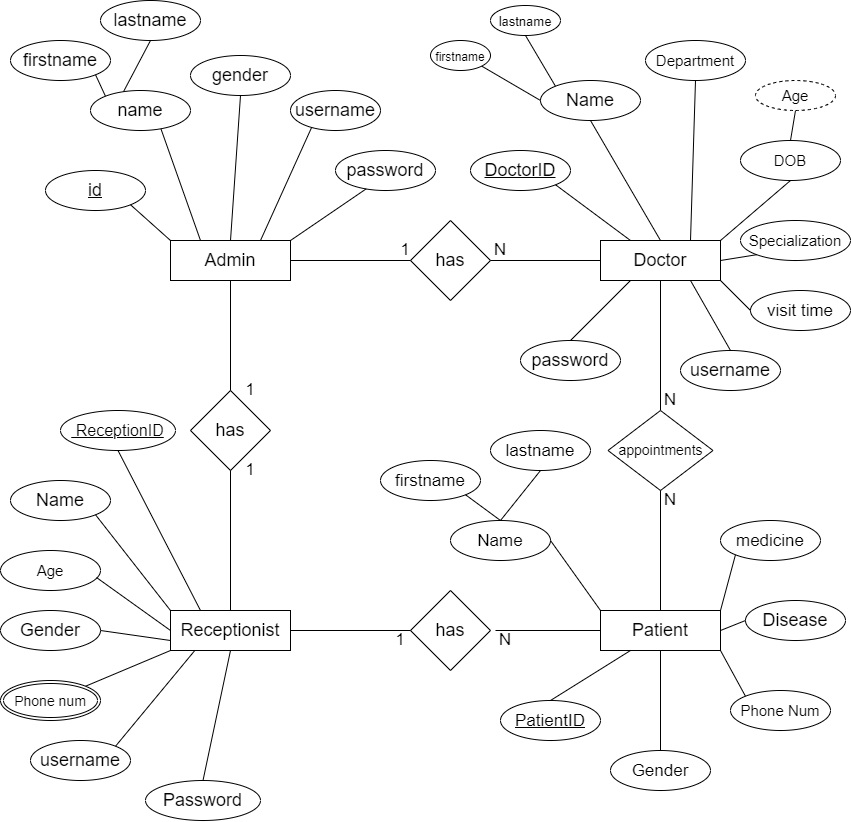 lastname
firstname
name
gender
username
password
id
Admin
1
has
N
lastname
firstname
Name
Department
Age
DOB
DoctorID
Specialization
Doctor
visit time
password
username
1
has
1
N
appointments
N
ReceptionID
Name
Age
Gender
Receptionist
Phone num
username
Password
1
has
N
firstname
lastname
Name
medicine
Disease
Patient
Phone Num
PatientID
Gender